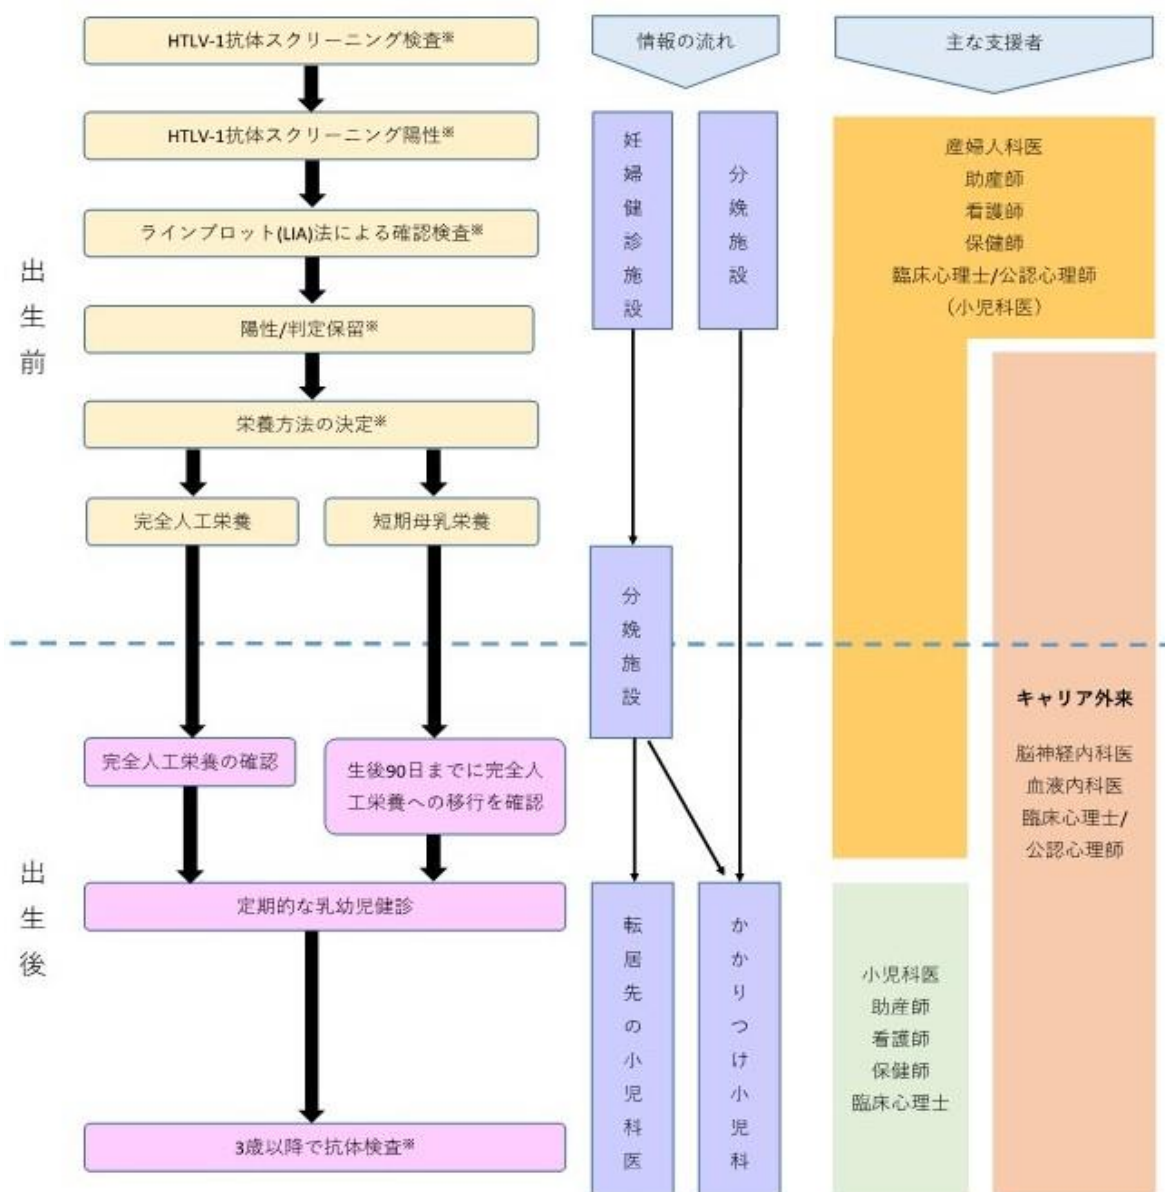 HTLV-1抗体スクリーニング検査※
HTLV-1抗体スクリーニング陽性※
ラインブロット(LIA)法による確認検査※
陽性/判定保留※
栄養方法の決定※
完全人工栄養
短期母乳栄養
完全人工栄養の確認
生後90日までに完全人
工栄養への移行を確認
定期的な乳幼児健診
3歳以降で抗体検査※
出生前
出生後
情報の流れ
妊婦健診施設
分娩施設
分娩施設
転居先の小児科医
かかりつけ小児科
主な支援者
産婦人科医
助産師
看護師
保健師
臨床心理士/公認心理師
（小児科医）
キャリア外来
脳神経内科医
血液内科医
臨床心理士/
公認心理師
小児科医
助産師
看護師
保健師
臨床心理士